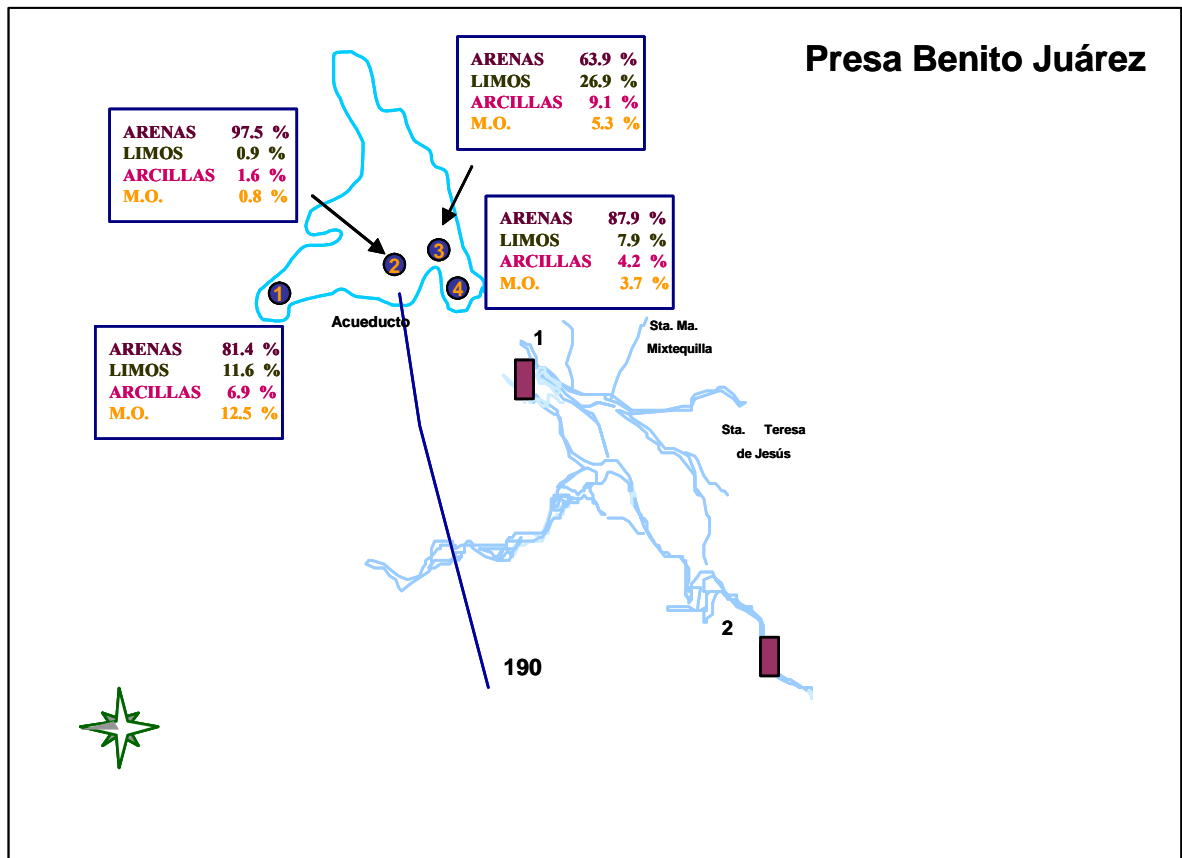 Presa Benito Juárez
ARENAS 63.9 %
LIMOS 26.9 %
ARCILLAS 9.1 %
M.O. 5.3 %
ARENAS 97.5 %
LIMOS 0.9 %
ARCILLAS 1.6 %
M.O. 0.8 %
ARENAS 87.9 %
LIMOS 7.9 %
ARCILLAS 4.2 %
M.O. 3.7 %
3
2
4
1
Acueducto
ARENAS 81.4 %
LIMOS 11.6 %
ARCILLAS 6.9 %
M.O. 12.5 %
1
Sta. Ma.
Mixtequilla
Sta. Teresa
de Jesús
2
190